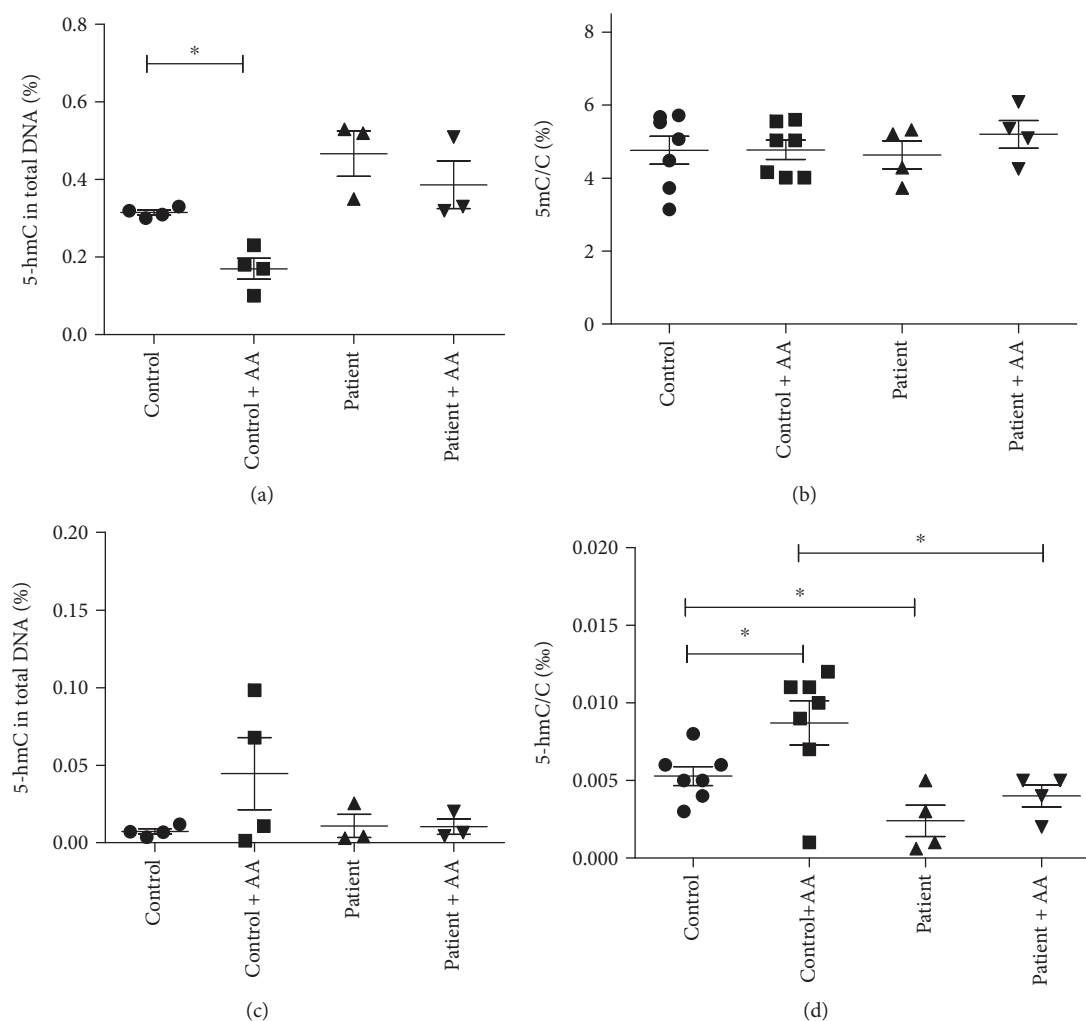 0.8
0.6
0.4
0.2
0.0
5-hmC in total DNA (%)
*
Control
Control + AA
Patient
Patient + AA
(a)
8
6
4
2
0
5mC/C (%)
Control
Control + AA
Patient
Patient + AA
(b)
0.20
0.15
0.10
0.05
0.00
5-hmC in total DNA (%)
Control
Control + AA
Patient
Patient + AA
(c)
0.020
0.015
0.010
0.005
0.000
5-hmC/C (‰)
*
*
*
Control
Control+ AA
Patient
Patient + AA
(d)